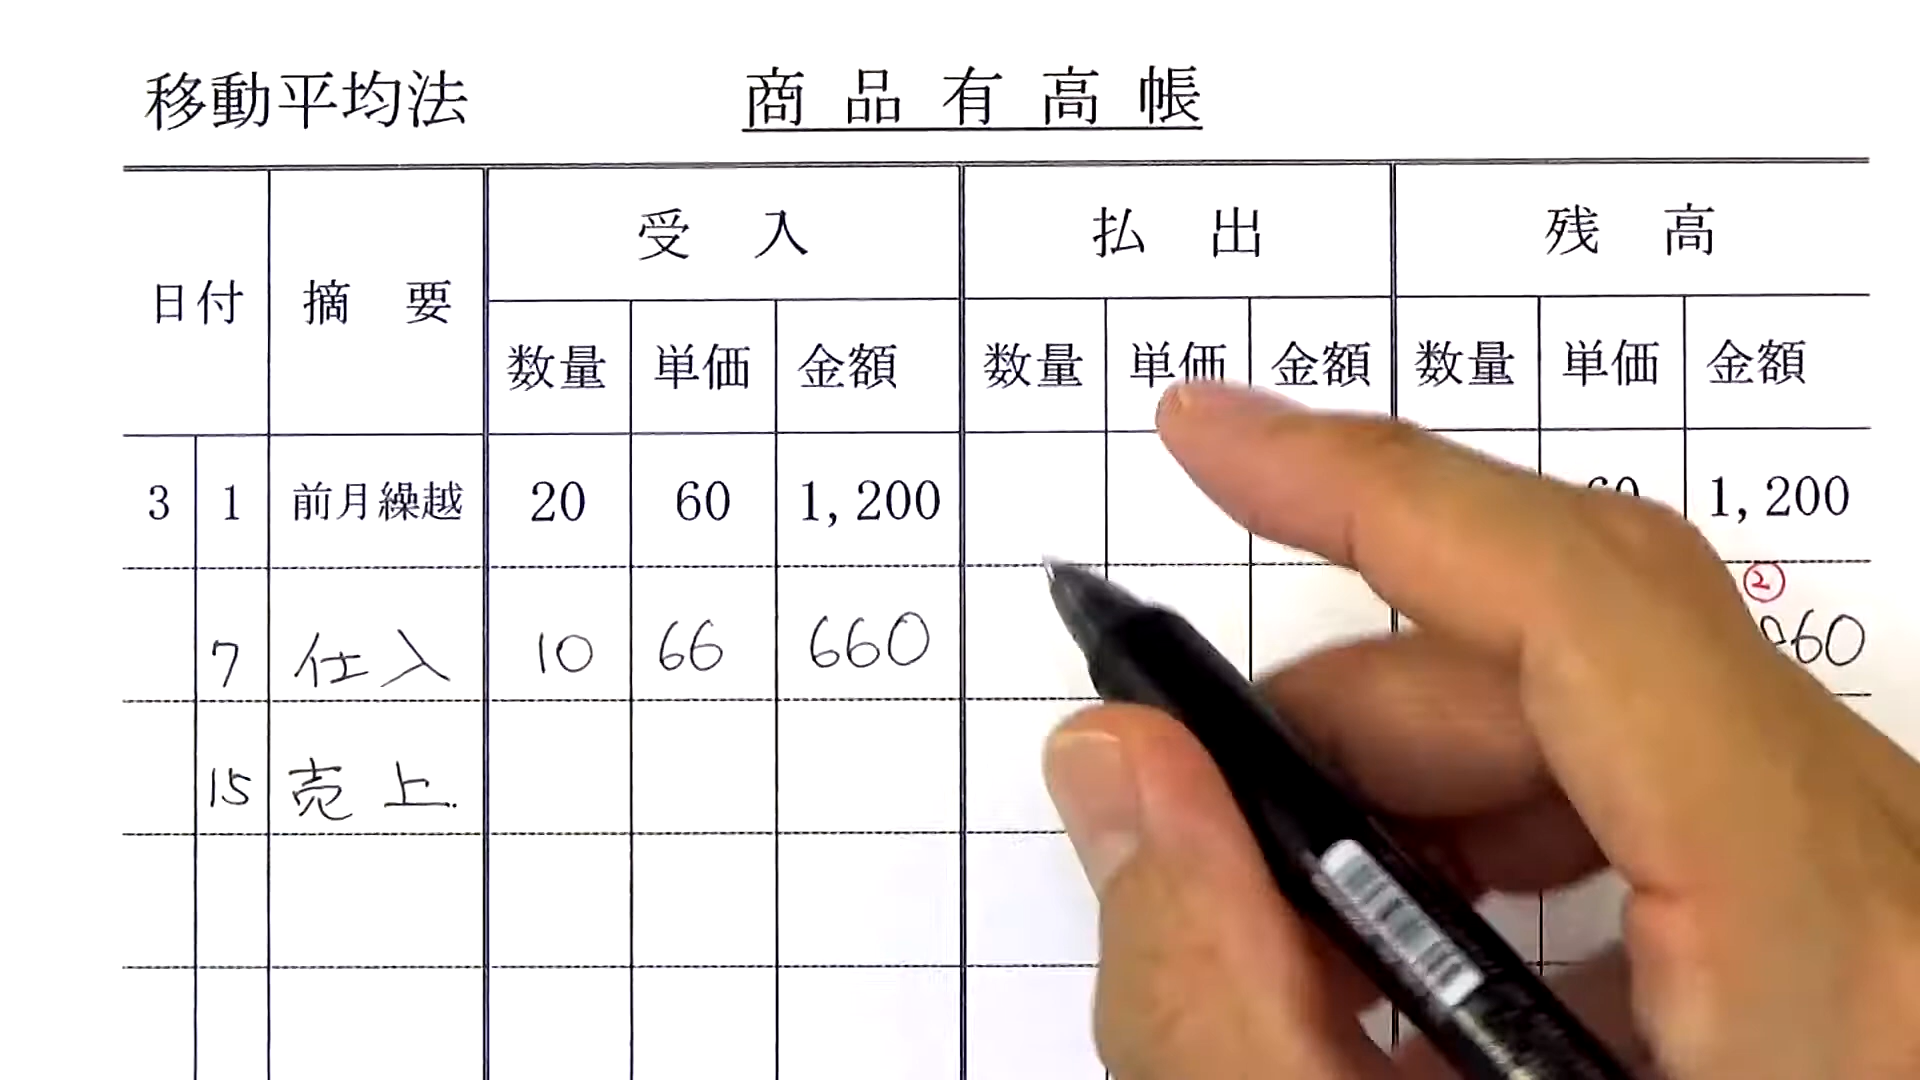 移動平均法 商品有高帳
日付 摘要 受入 払出 残高
数量 単価 金額 数量 単価 金額 数量 単価 金額
3 1 前月繰越 20 60 1,200 60 1,200
②
7 仕入 10 66 660
15 売上